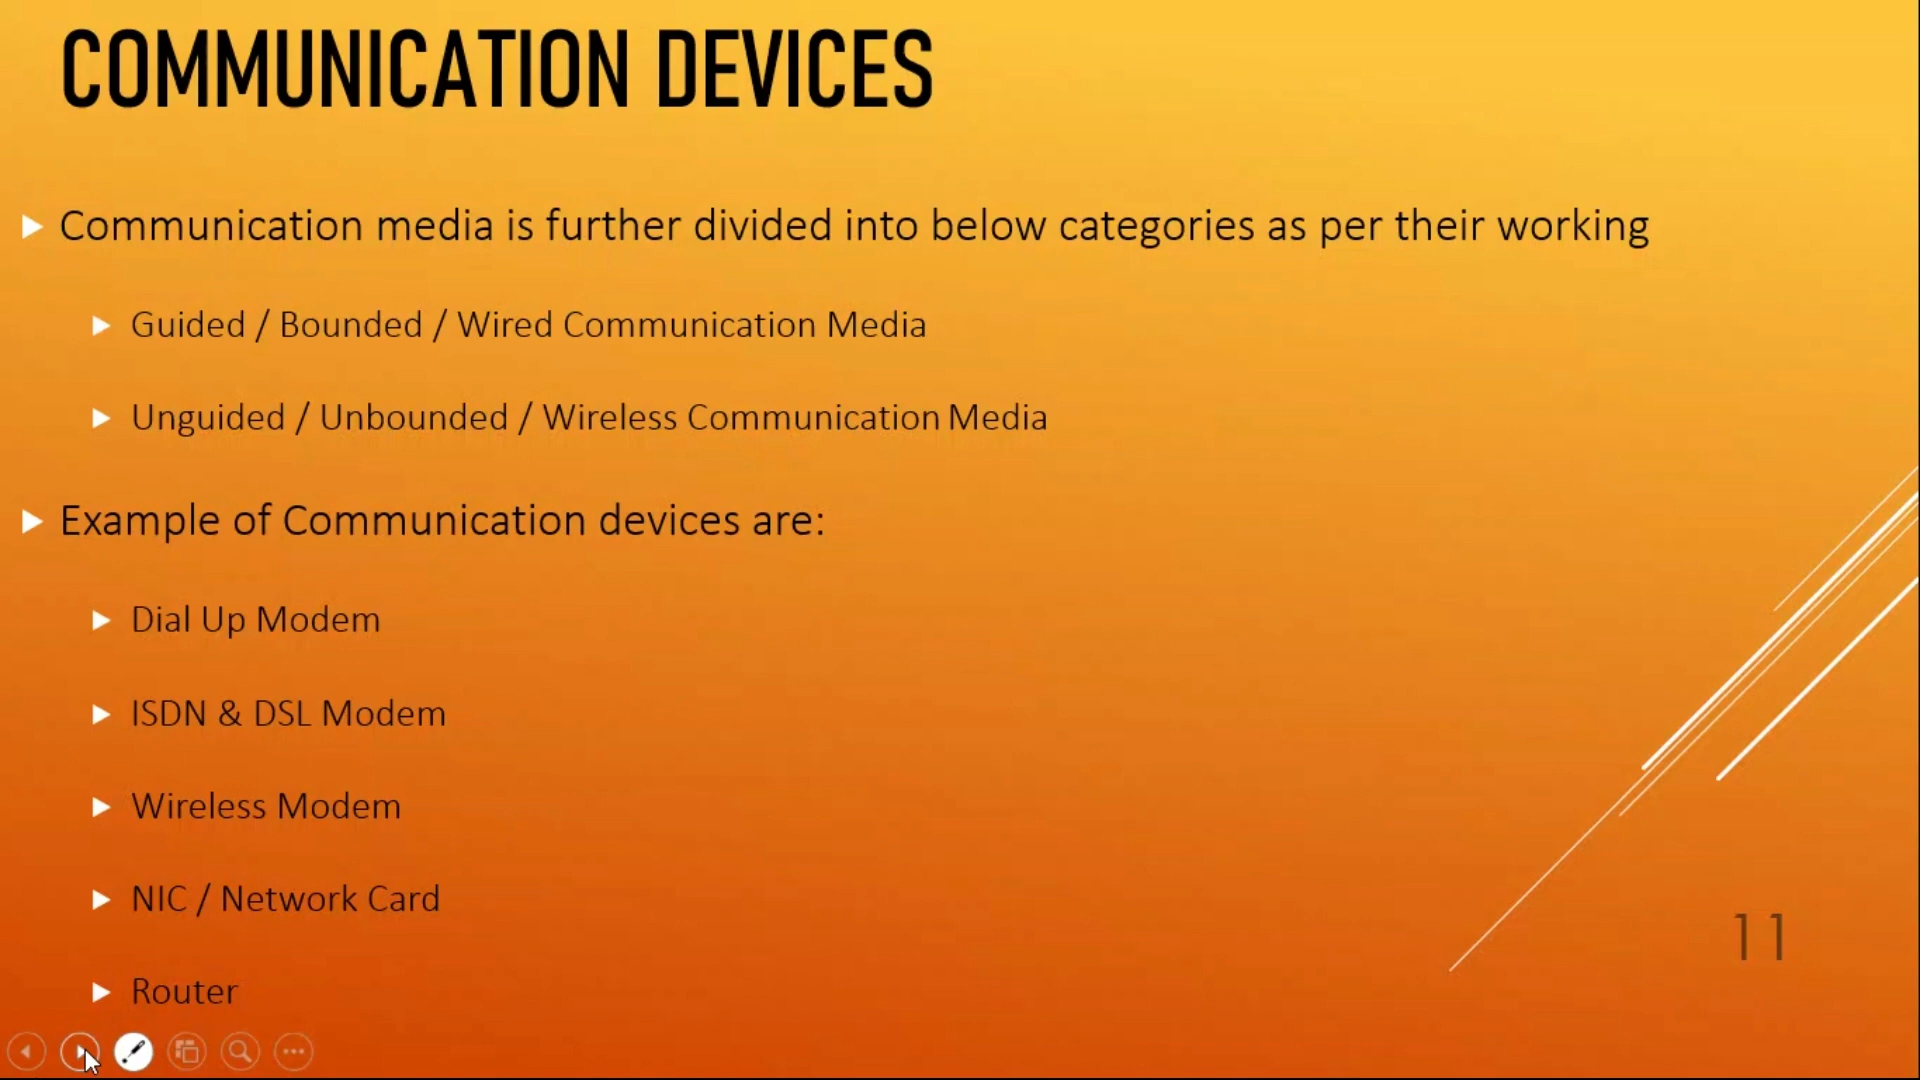 COMMUNICATION DEVICES
Communication media is further divided into below categories as per their working
Guided / Bounded / Wired Communication Media
Unguided / Unbounded / Wireless Communication Media
Example of Communication devices are:
Dial Up Modem
ISDN & DSL Modem
Wireless Modem
NIC / Network Card
Router
11